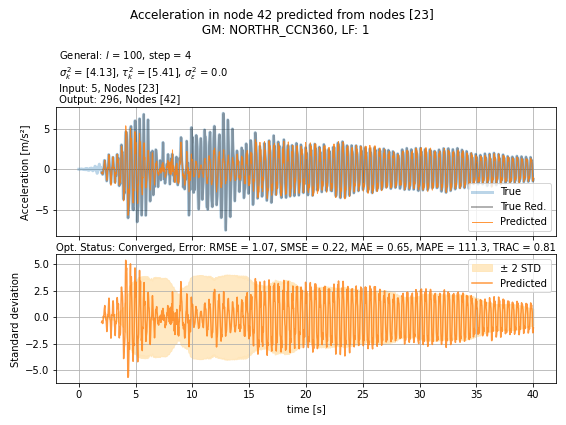 Acceleration in node 42 predicted from nodes [23]
GM: NORTHR_CCN360, LF: 1
General: l = 100, step = 4
σ²ₖ = [4.13], τ²ₖ = [5.41], σ²ₑ = 0.0
Input: 5, Nodes [23]
Output: 296, Nodes [42]
Acceleration [m/s²]
5
0
−5
True
True Red.
Predicted
Opt. Status: Converged, Error: RMSE = 1.07, SMSE = 0.22, MAE = 0.65, MAPE = 111.3, TRAC = 0.81
Standard deviation
5.0
2.5
0.0
−2.5
−5.0
± 2 STD
Predicted
0 5 10 15 20 25 30 35 40
time [s]